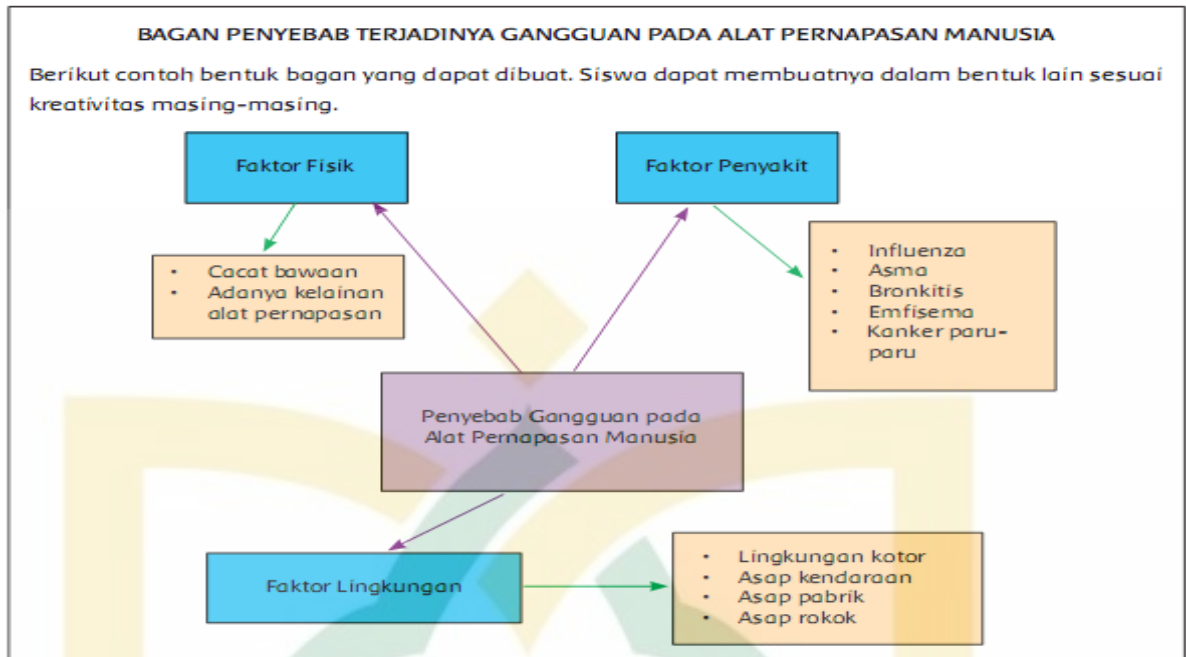 BAGAN PENYEBAB TERJADINYA GANGGUAN PADA ALAT PERNAPASAN MANUSIA
Berikut contoh bentuk bagan yang dapat dibuat. Siswa dapat membuatnya dalam bentuk lain sesuai
kreativitas masing-masing.
Faktor Fisik
Faktor Penyakit
• Cacat bawaan
• Adanya kelainan
alat pernapasan
• Influenza
• Asma
• Bronkitis
• Emfisema
• Kanker paru-
paru
Penyebab Gangguan pada
Alat Pernapasan Manusia
Faktor Lingkungan
• Lingkungan kotor
• Asap kendaraan
• Asap pabrik
• Asap rokok